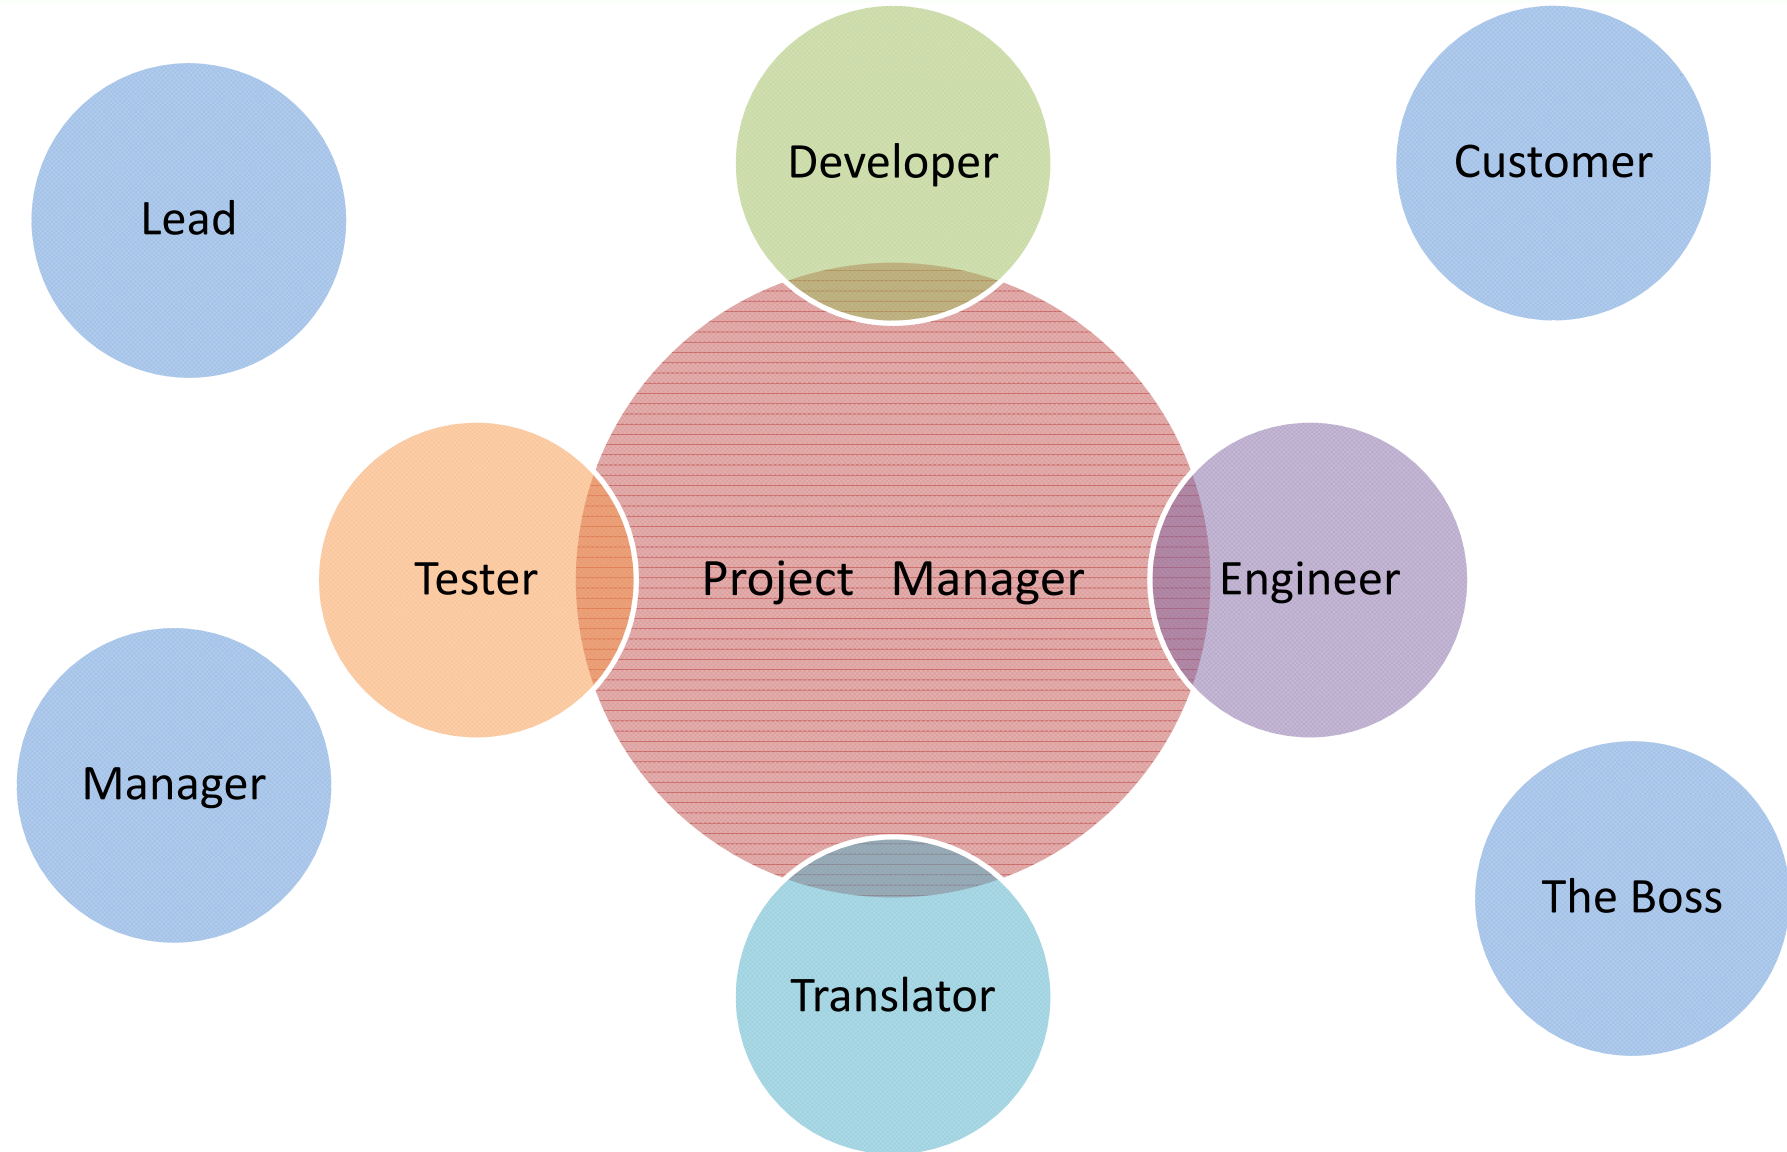 Developer
Customer
Lead
Tester
Project Manager
Engineer
Manager
The Boss
Translator